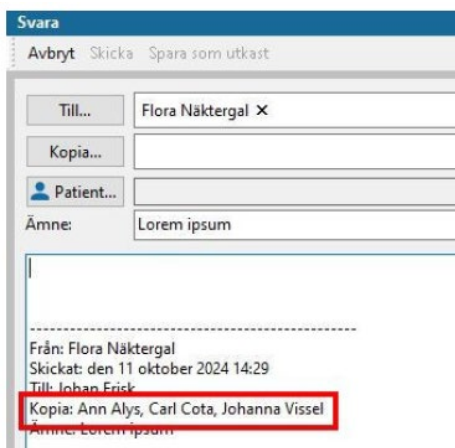 Svara
Avbryt Skicka Spara som utkast
Till... Flora Näktergal ×
Kopia...
Patient...
Ämne: Lorem ipsum
------------------------------------------------
Från: Flora Näktergal
Skickat: den 11 oktober 2024 14:29
Till: Johan Frisk
Kopia: Ann Alys, Carl Cota, Johanna Vissel
Ämne: Lorem ipsum